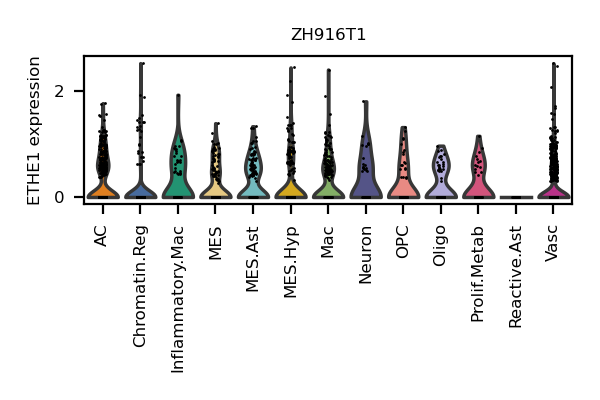 ZH916T1
ETHE1 expression
2
0
AC
Chromatin.Reg
Inflammatory.Mac
MES
MES.Ast
MES.Hyp
Mac
Neuron
OPC
Oligo
Prolif.Metab
Reactive.Ast
Vasc